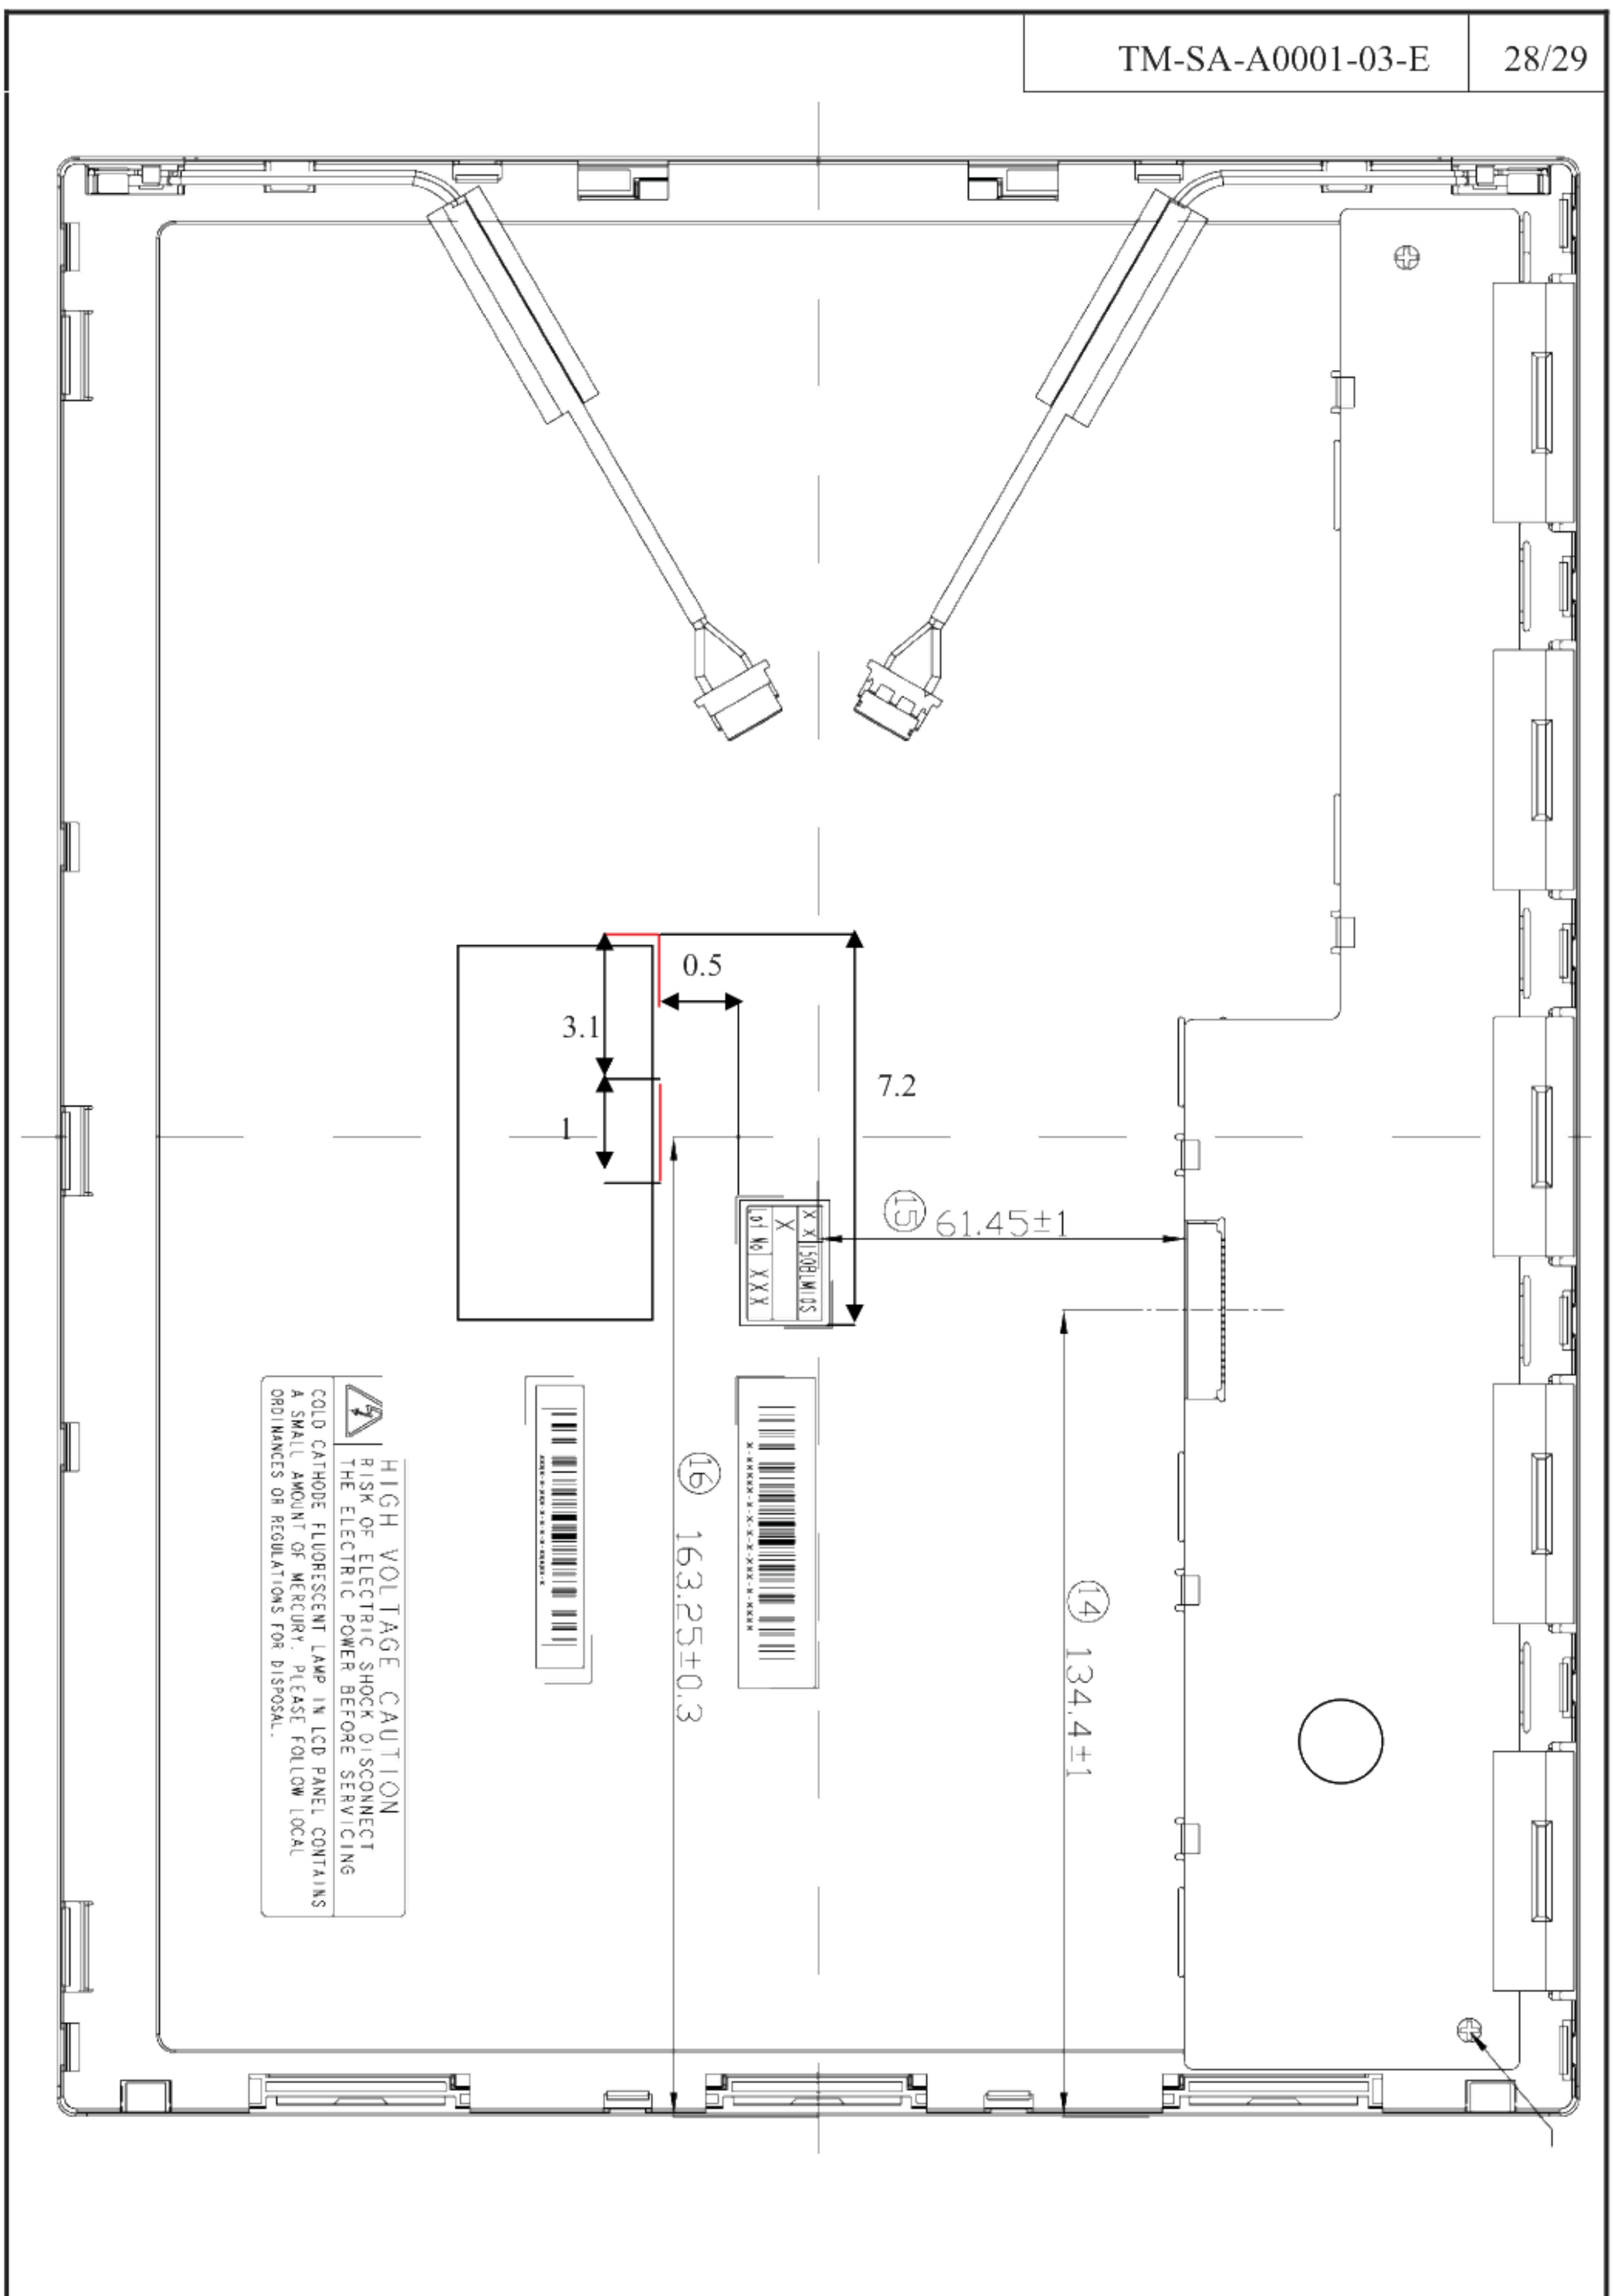 TM-SA-A0001-03-E
28/29
0.5
3.1
7.2
1
⑮ 61.45±1
X X 150BLM10S
X
Lot No XXX
⑯ 163.25±0.3
⑭ 134.4±1
HIGH VOLTAGE CAUTION
RISK OF ELECTRIC SHOCK DISCONNECT
THE ELECTRIC POWER BEFORE SERVICING
COLD CATHODE FLUORESCENT LAMP IN LCD PANEL CONTAINS
A SMALL AMOUNT OF MERCURY. PLEASE FOLLOW LOCAL
ORDINANCES OR REGULATIONS FOR DISPOSAL.